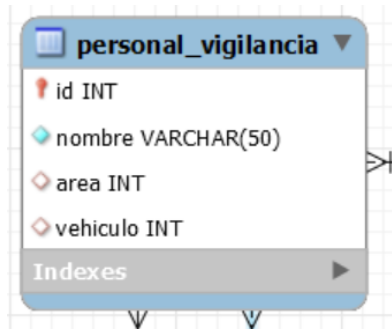 personal_vigilancia
id INT
nombre VARCHAR(50)
area INT
vehiculo INT
Indexes